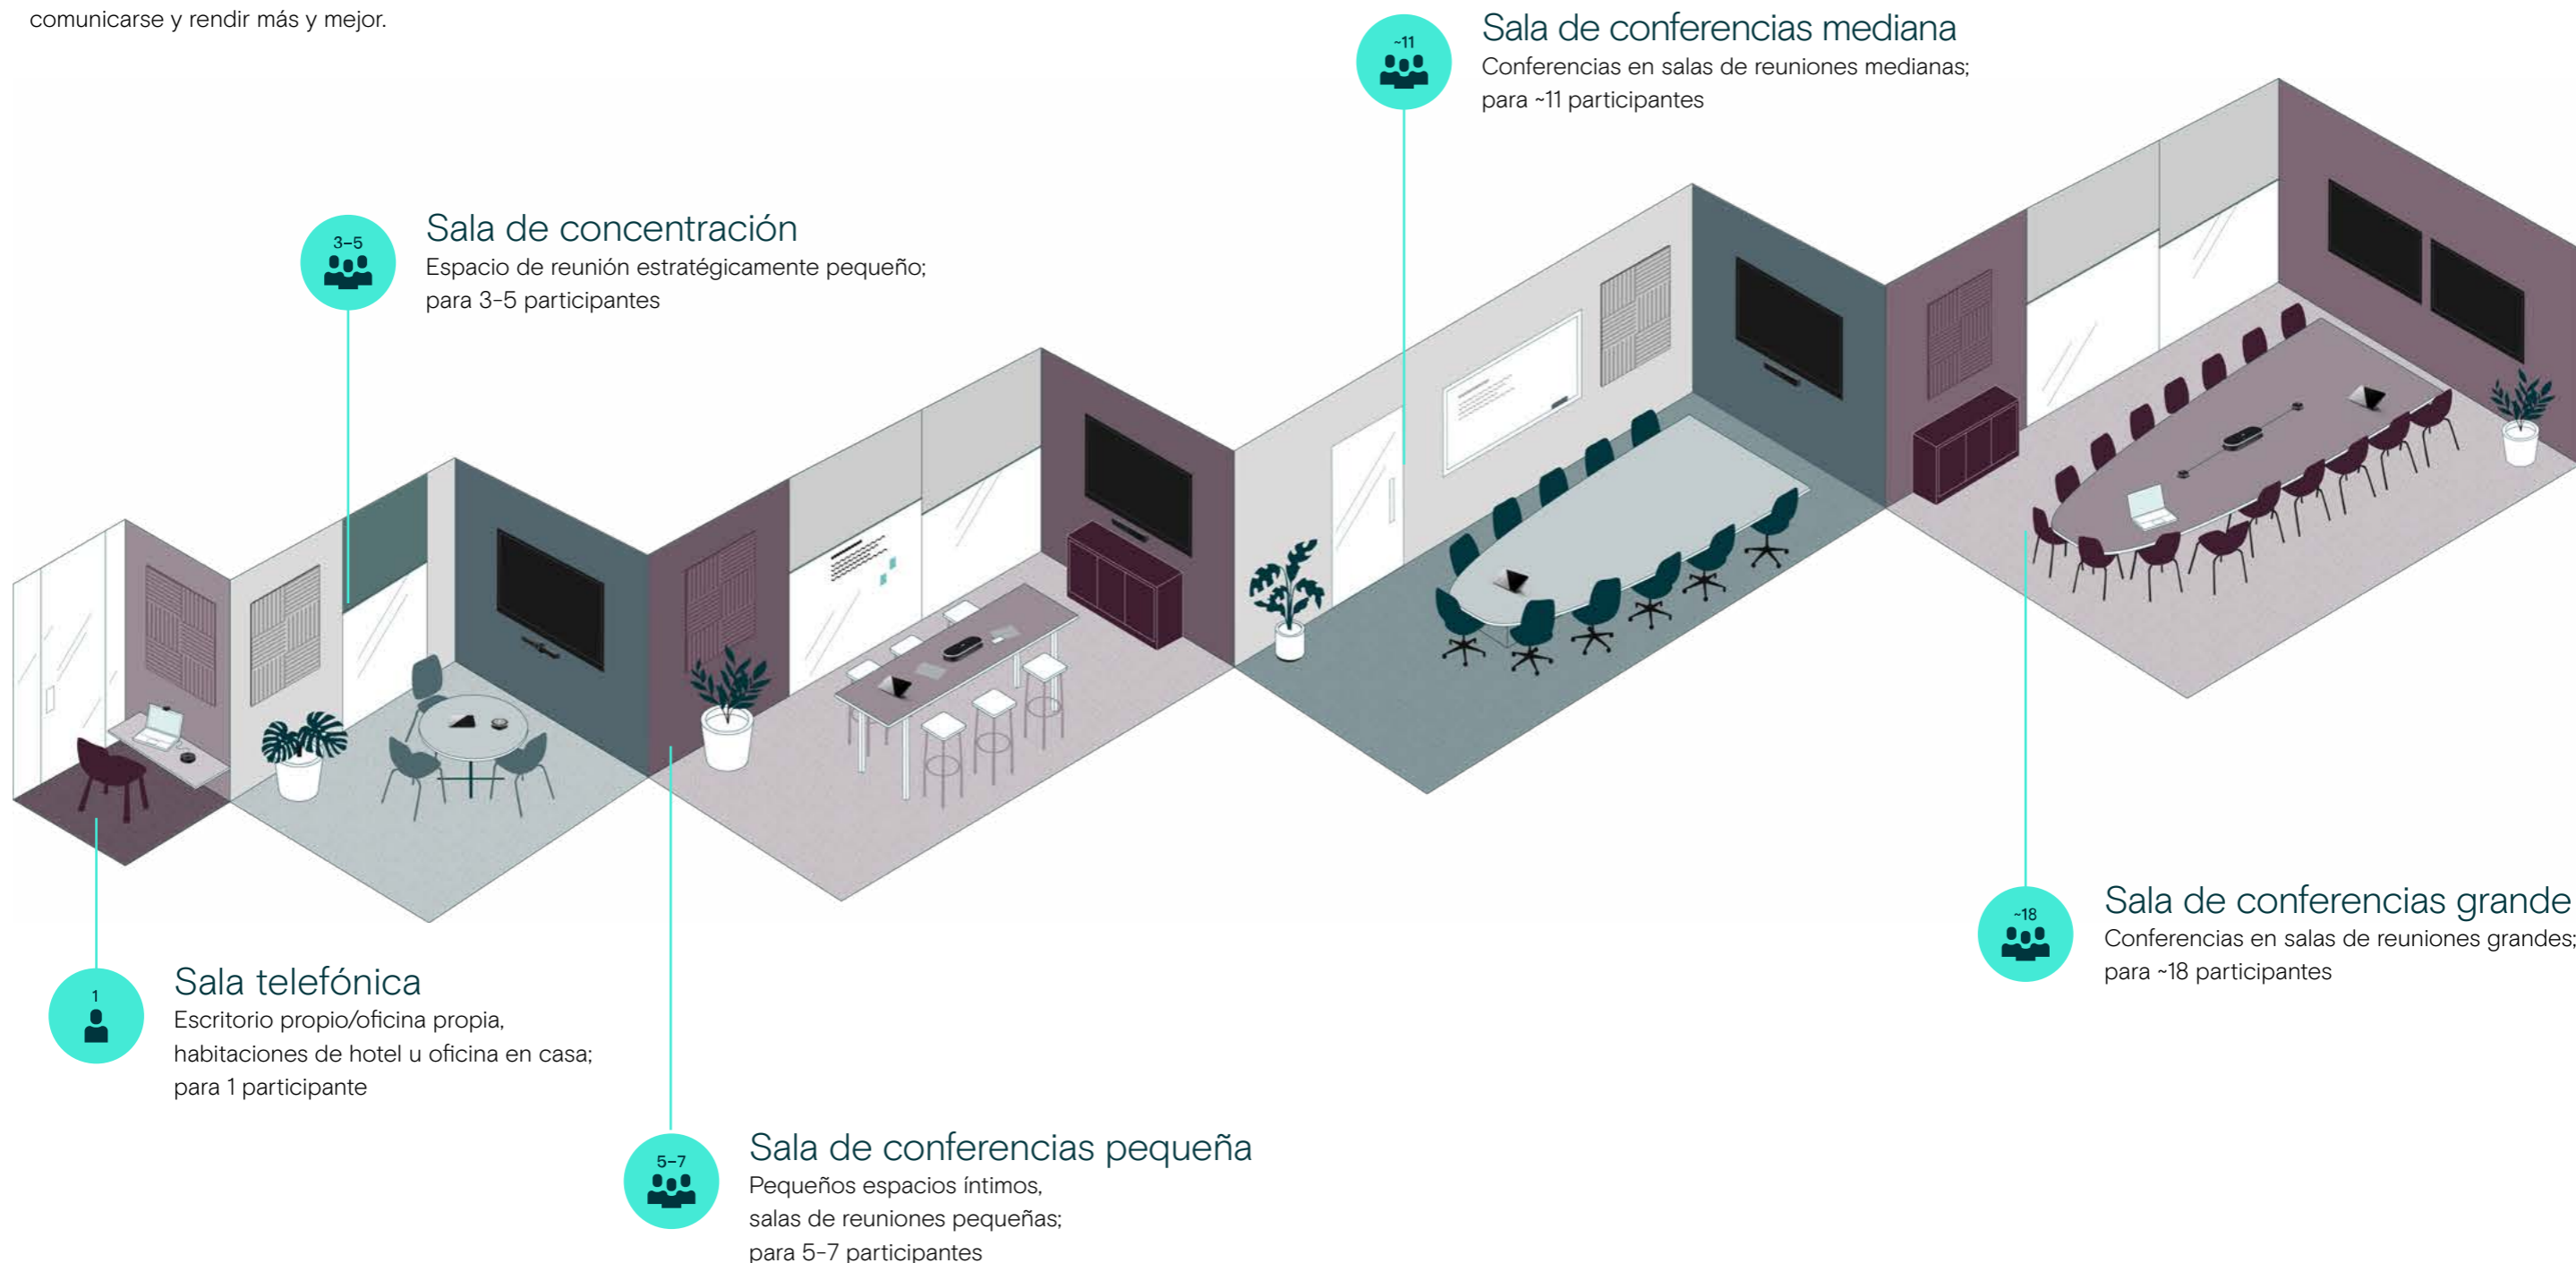 comunicarse y rendir más y mejor.
~11
Sala de conferencias mediana
Conferencias en salas de reuniones medianas;
para ~11 participantes
3-5
Sala de concentración
Espacio de reunión estratégicamente pequeño;
para 3-5 participantes
~18
Sala de conferencias grande
Conferencias en salas de reuniones grandes;
para ~18 participantes
1
Sala telefónica
Escritorio propio/oficina propia,
habitaciones de hotel u oficina en casa;
para 1 participante
5-7
Sala de conferencias pequeña
Pequeños espacios íntimos,
salas de reuniones pequeñas;
para 5-7 participantes